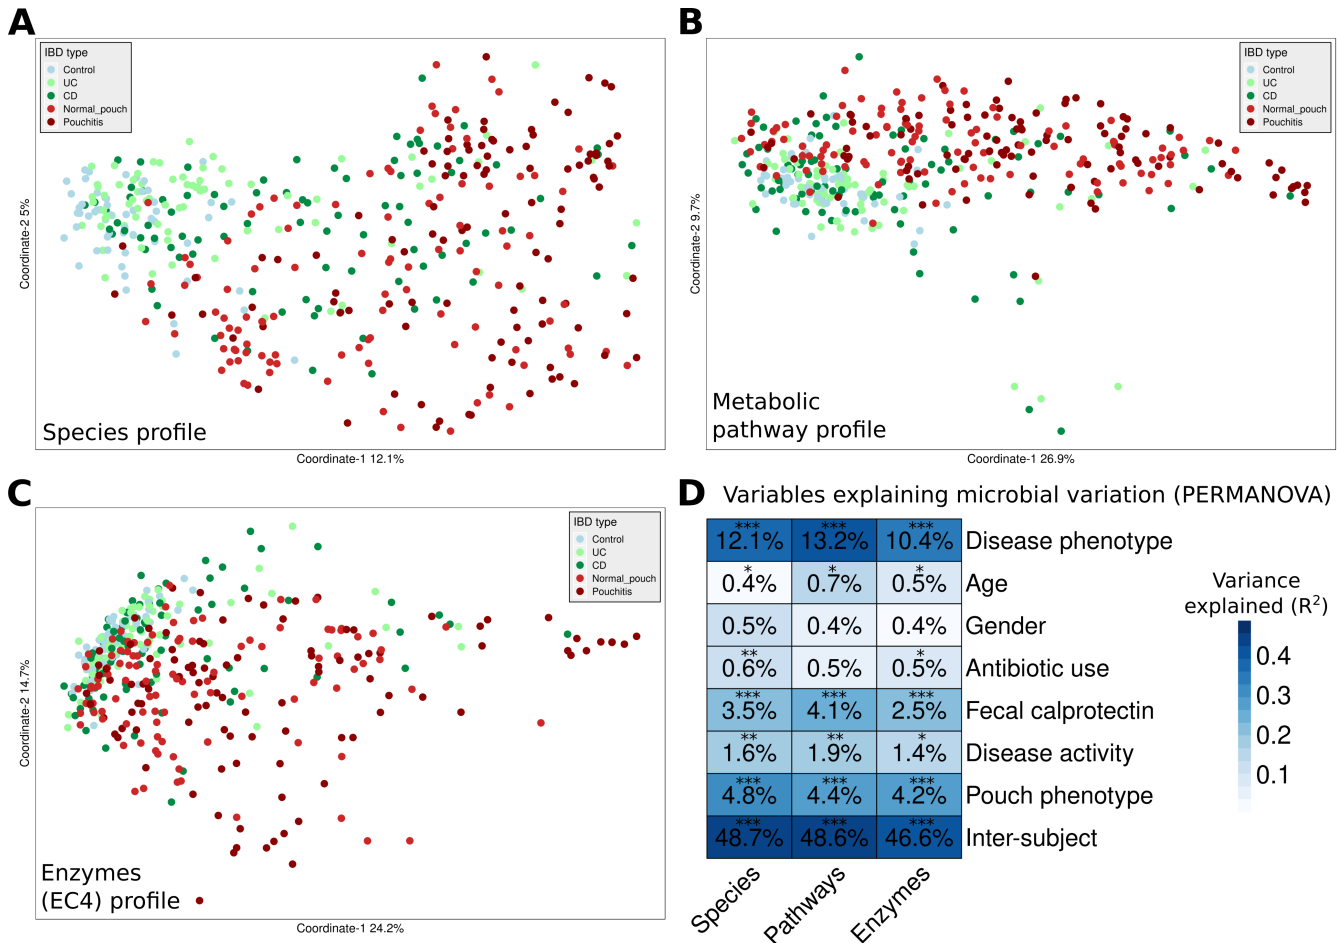 A
IBD type
Control
UC
CD
Normal_pouch
Pouchitis
Coordinate-2 5%
Species profile
Coordinate-1 12.1%
B
IBD type
Control
UC
CD
Normal_pouch
Pouchitis
Coordinate-2 9.7%
Metabolic
pathway profile
Coordinate-1 26.9%
C
IBD type
Control
UC
CD
Normal_pouch
Pouchitis
Coordinate-2 14.7%
Enzymes
(EC4) profile
Coordinate-1 24.2%
D
Variables explaining microbial variation (PERMANOVA)
*** *** ***
12.1% 13.2% 10.4% Disease phenotype
* * *
0.4% 0.7% 0.5% Age
0.5% 0.4% 0.4% Gender
** *
0.6% 0.5% 0.5% Antibiotic use
*** *** ***
3.5% 4.1% 2.5% Fecal calprotectin
** ** *
1.6% 1.9% 1.4% Disease activity
*** *** ***
4.8% 4.4% 4.2% Pouch phenotype
*** *** ***
48.7% 48.6% 46.6% Inter-subject
Species Pathways Enzymes
Variance
explained (R²)
0.4
0.3
0.2
0.1